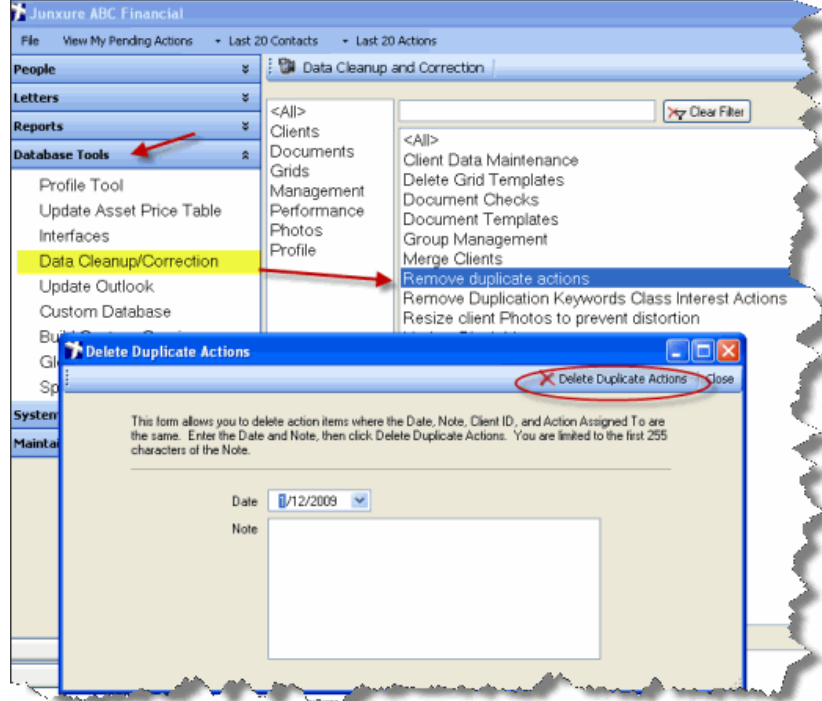 Junxure ABC Financial
File View My Pending Actions Last 20 Contacts Last 20 Actions
People
Letters
Reports
Database Tools
Profile Tool
Update Asset Price Table
Interfaces
Data Cleanup/Correction
Update Outlook
Custom Database
Data Cleanup and Correction
<All>
Clients
Documents
Grids
Management
Performance
Photos
Profile
Clear Filter
<All>
Client Data Maintenance
Delete Grid Templates
Document Checks
Document Templates
Group Management
Merge Clients
Remove duplicate actions
Remove Duplication Keywords Class Interest Actions
Resize client Photos to prevent distortion
Delete Duplicate Actions
Delete Duplicate Actions Close
This form allows you to delete action items where the Date, Note, Client ID, and Action Assigned To are
the same. Enter the Date and Note, then click Delete Duplicate Actions. You are limited to the first 255
characters of the Note.
Date 1/12/2009
Note